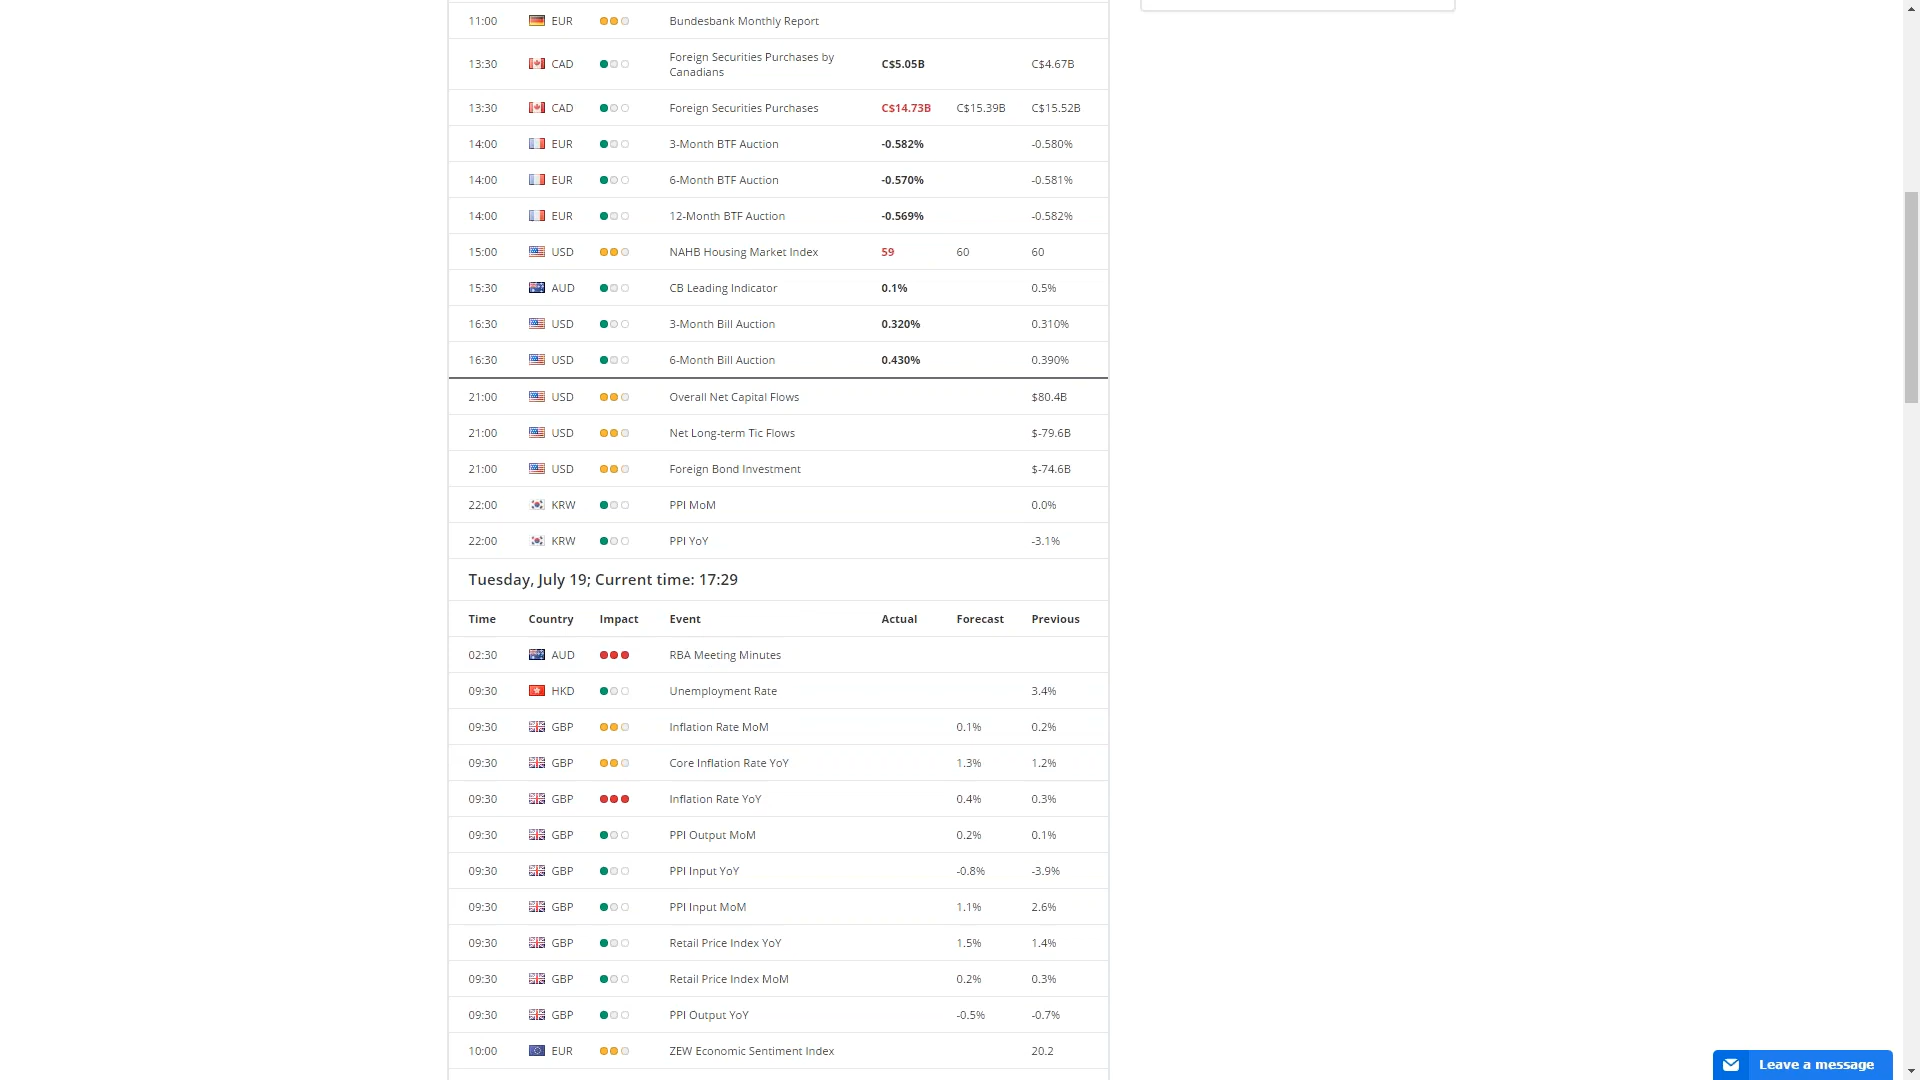 11:00 EUR Bundesbank Monthly Report
13:30 CAD Foreign Securities Purchases by C$5.05B C$4.67B
Canadians
13:30 CAD Foreign Securities Purchases C$14.73B C$15.39B C$15.52B
14:00 EUR 3-Month BTF Auction -0.582% -0.580%
14:00 EUR 6-Month BTF Auction -0.570% -0.581%
14:00 EUR 12-Month BTF Auction -0.569% -0.582%
15:00 USD NAHB Housing Market Index 59 60 60
15:30 AUD CB Leading Indicator 0.1% 0.5%
16:30 USD 3-Month Bill Auction 0.320% 0.310%
16:30 USD 6-Month Bill Auction 0.430% 0.390%
21:00 USD Overall Net Capital Flows $80.4B
21:00 USD Net Long-term Tic Flows $-79.6B
21:00 USD Foreign Bond Investment $-74.6B
22:00 KRW PPI MoM 0.0%
22:00 KRW PPI YoY -3.1%
Tuesday, July 19; Current time: 17:29
Time Country Impact Event Actual Forecast Previous
02:30 AUD RBA Meeting Minutes
09:30 HKD Unemployment Rate 3.4%
09:30 GBP Inflation Rate MoM 0.1% 0.2%
09:30 GBP Core Inflation Rate YoY 1.3% 1.2%
09:30 GBP Inflation Rate YoY 0.4% 0.3%
09:30 GBP PPI Output MoM 0.2% 0.1%
09:30 GBP PPI Input YoY -0.8% -3.9%
09:30 GBP PPI Input MoM 1.1% 2.6%
09:30 GBP Retail Price Index YoY 1.5% 1.4%
09:30 GBP Retail Price Index MoM 0.2% 0.3%
09:30 GBP PPI Output YoY -0.5% -0.7%
10:00 EUR ZEW Economic Sentiment Index 20.2
Leave a message